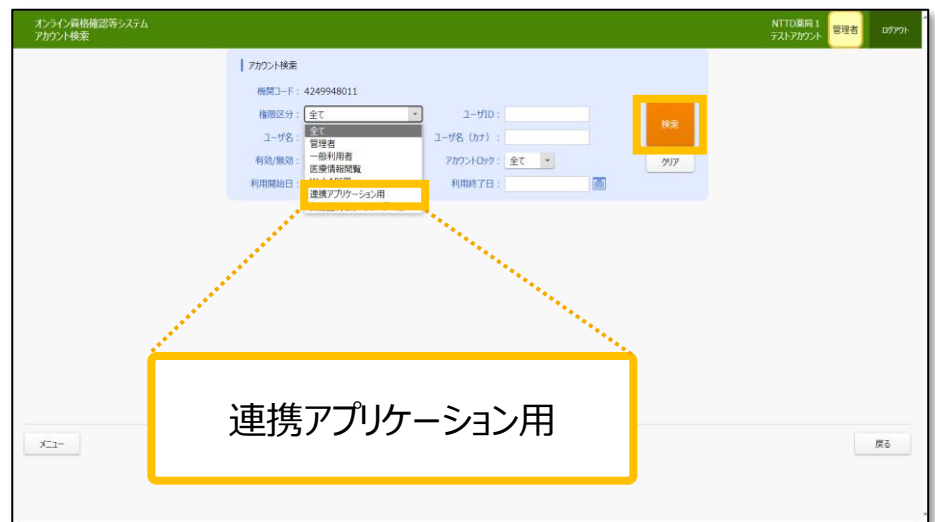 オンライン資格確認等システム
アカウント検索
NTTD薬局1
テストアカウント
管理者
ログアウト
アカウント検索
機関コード: 4249948011
権限区分: 全て
ユーザID:
全て
管理者
一般利用者
医療情報閲覧
連携アプリケーション用
ユーザ名:
ユーザ名(カナ) :
有効/無効:
アカウントロック: 全て
利用開始日:
利用終了日:
検索
クリア
連携アプリケーション用
メニュー
戻る